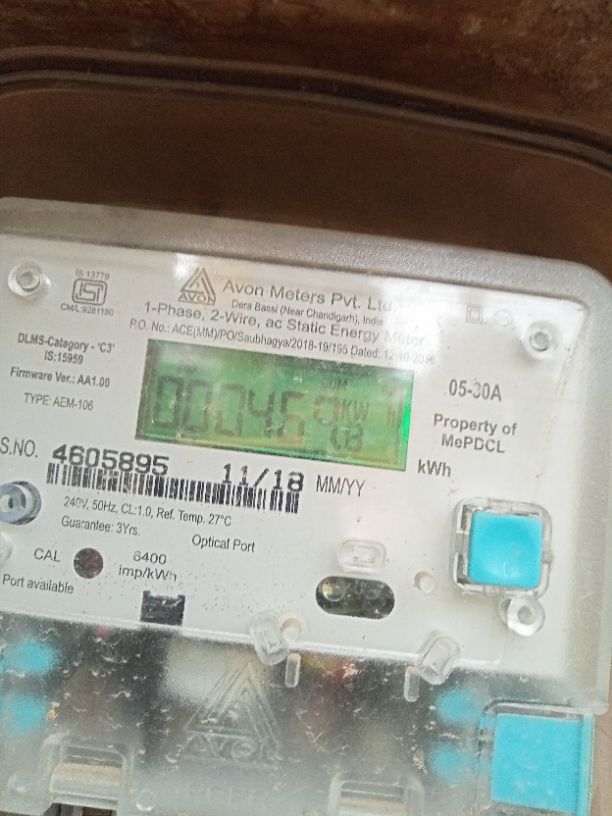 IS 13779
ISI
CM/L:9261180
AVON
Avon Meters Pvt. Ltd.
Dera Bassi (Near Chandigarh), India
1-Phase, 2-Wire, ac Static Energy Meter
P.O. No.: ACE(MM)/PO/Saubhagya/2018-19/195 Dated: 12-10-2018
DLMS-Category - 'C3'
IS:15959
Firmware Ver.: AA1.00
TYPE: AEM-106
CUM
KW
05-30A
Property of
MePDCL
kWh
S.NO. 4605895 11/18 MM/YY
240V, 50Hz, CL:1.0, Ref. Temp. 27°C
Guarantee: 3Yrs.
Optical Port
CAL
6400
imp/kWh
Port available